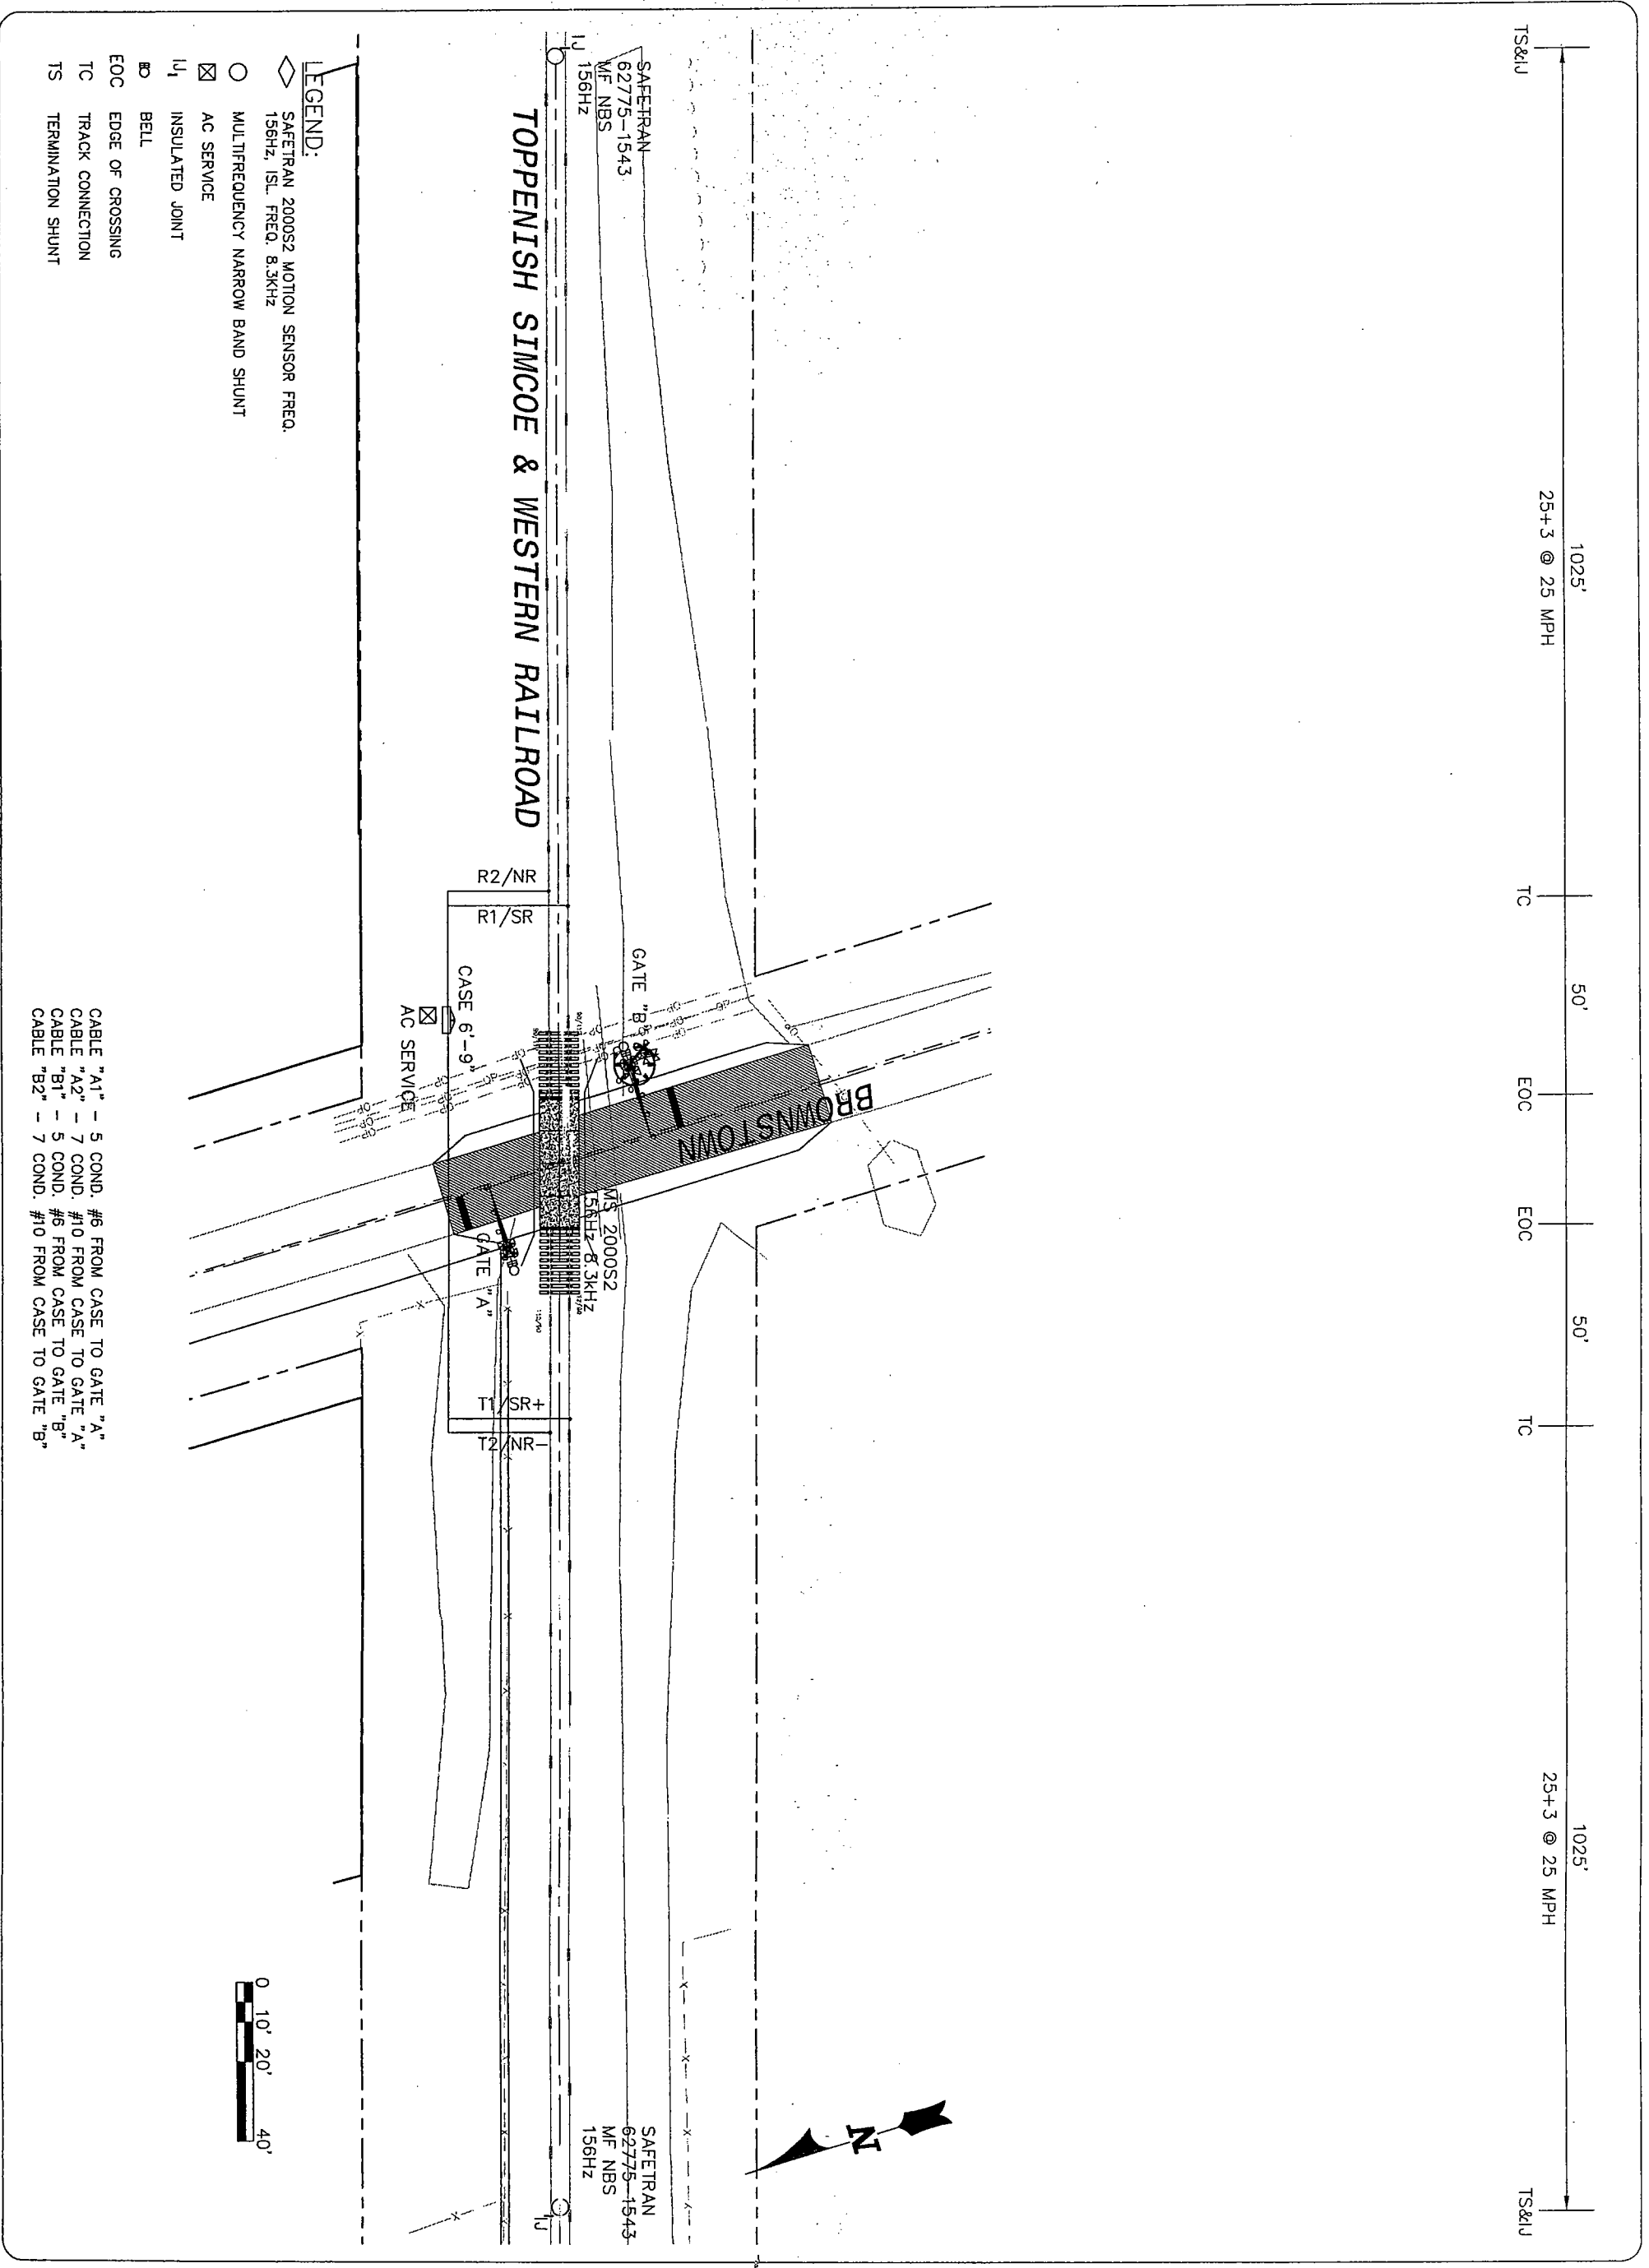 TS&IJ
1025'
25+3 @ 25 MPH
TC
50'
EOC
EOC
50'
TC
1025'
25+3 @ 25 MPH
TS&IJ
IJ
SAFETRAN
62775-1543
MF NBS
156Hz
TOPPENISH SIMCOE & WESTERN RAILROAD
R2/NR
R1/SR
GATE "B"
CASE 6'-9"
AC SERVICE
BROWNSTOWN
MS 2000S2
156Hz 8.3kHz
GATE "A"
T1/SR+
T2/NR-
SAFETRAN
62775-1543
MF NBS
156Hz
IJ
N
LEGEND:
SAFETRAN 2000S2 MOTION SENSOR FREQ.
156Hz, ISL. FREQ. 8.3KHz
MULTIFREQUENCY NARROW BAND SHUNT
AC SERVICE
IJ INSULATED JOINT
BELL
EOC EDGE OF CROSSING
TC TRACK CONNECTION
TS TERMINATION SHUNT
CABLE "A1" - 5 COND. #6 FROM CASE TO GATE "A"
CABLE "A2" - 7 COND. #10 FROM CASE TO GATE "A"
CABLE "B1" - 5 COND. #6 FROM CASE TO GATE "B"
CABLE "B2" - 7 COND. #10 FROM CASE TO GATE "B"
0 10' 20' 40'